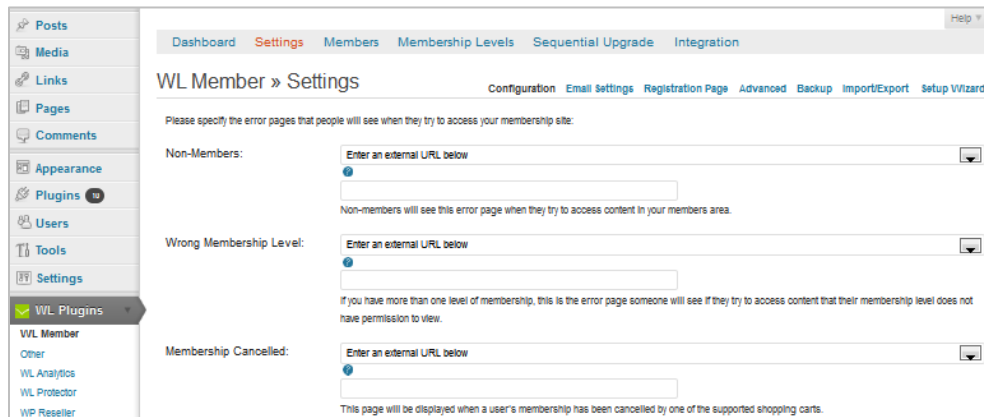 Help
Posts
Media
Links
Pages
Comments
Appearance
Plugins 10
Users
Tools
Settings
WL Plugins
WL Member
Other
WL Analytics
WL Protector
WP Reseller
Dashboard Settings Members Membership Levels Sequential Upgrade Integration
WL Member » Settings
Configuration Email Settings Registration Page Advanced Backup Import/Export Setup Wizard
Please specify the error pages that people will see when they try to access your membership site:
Non-Members:
Enter an external URL below
Non-members will see this error page when they try to access content in your members area.
Wrong Membership Level:
Enter an external URL below
If you have more than one level of membership, this is the error page someone will see if they try to access content that their membership level does not
have permission to view.
Membership Cancelled:
Enter an external URL below
This page will be displayed when a user's membership has been cancelled by one of the supported shopping carts.